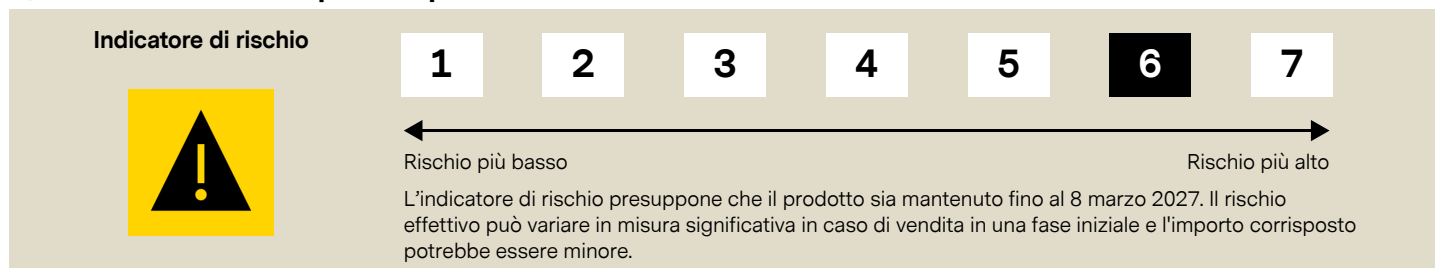 Indicatore di rischio
1 2 3 4 5 6 7
Rischio più basso Rischio più alto
L'indicatore di rischio presuppone che il prodotto sia mantenuto fino al 8 marzo 2027. Il rischio
effettivo può variare in misura significativa in caso di vendita in una fase iniziale e l'importo corrisposto
potrebbe essere minore.